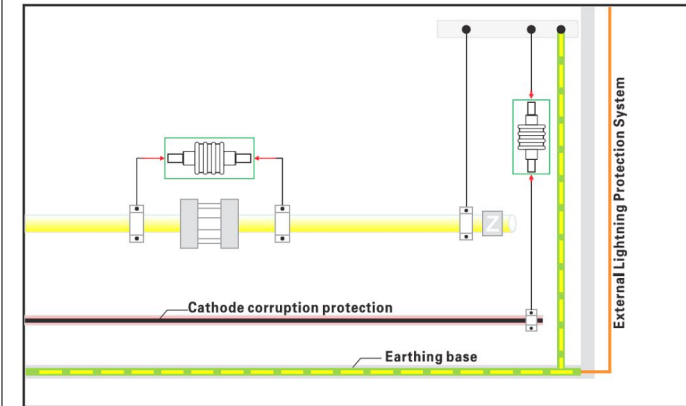 External Lightning Protection System
Z
Cathode corruption protection
Earthing base